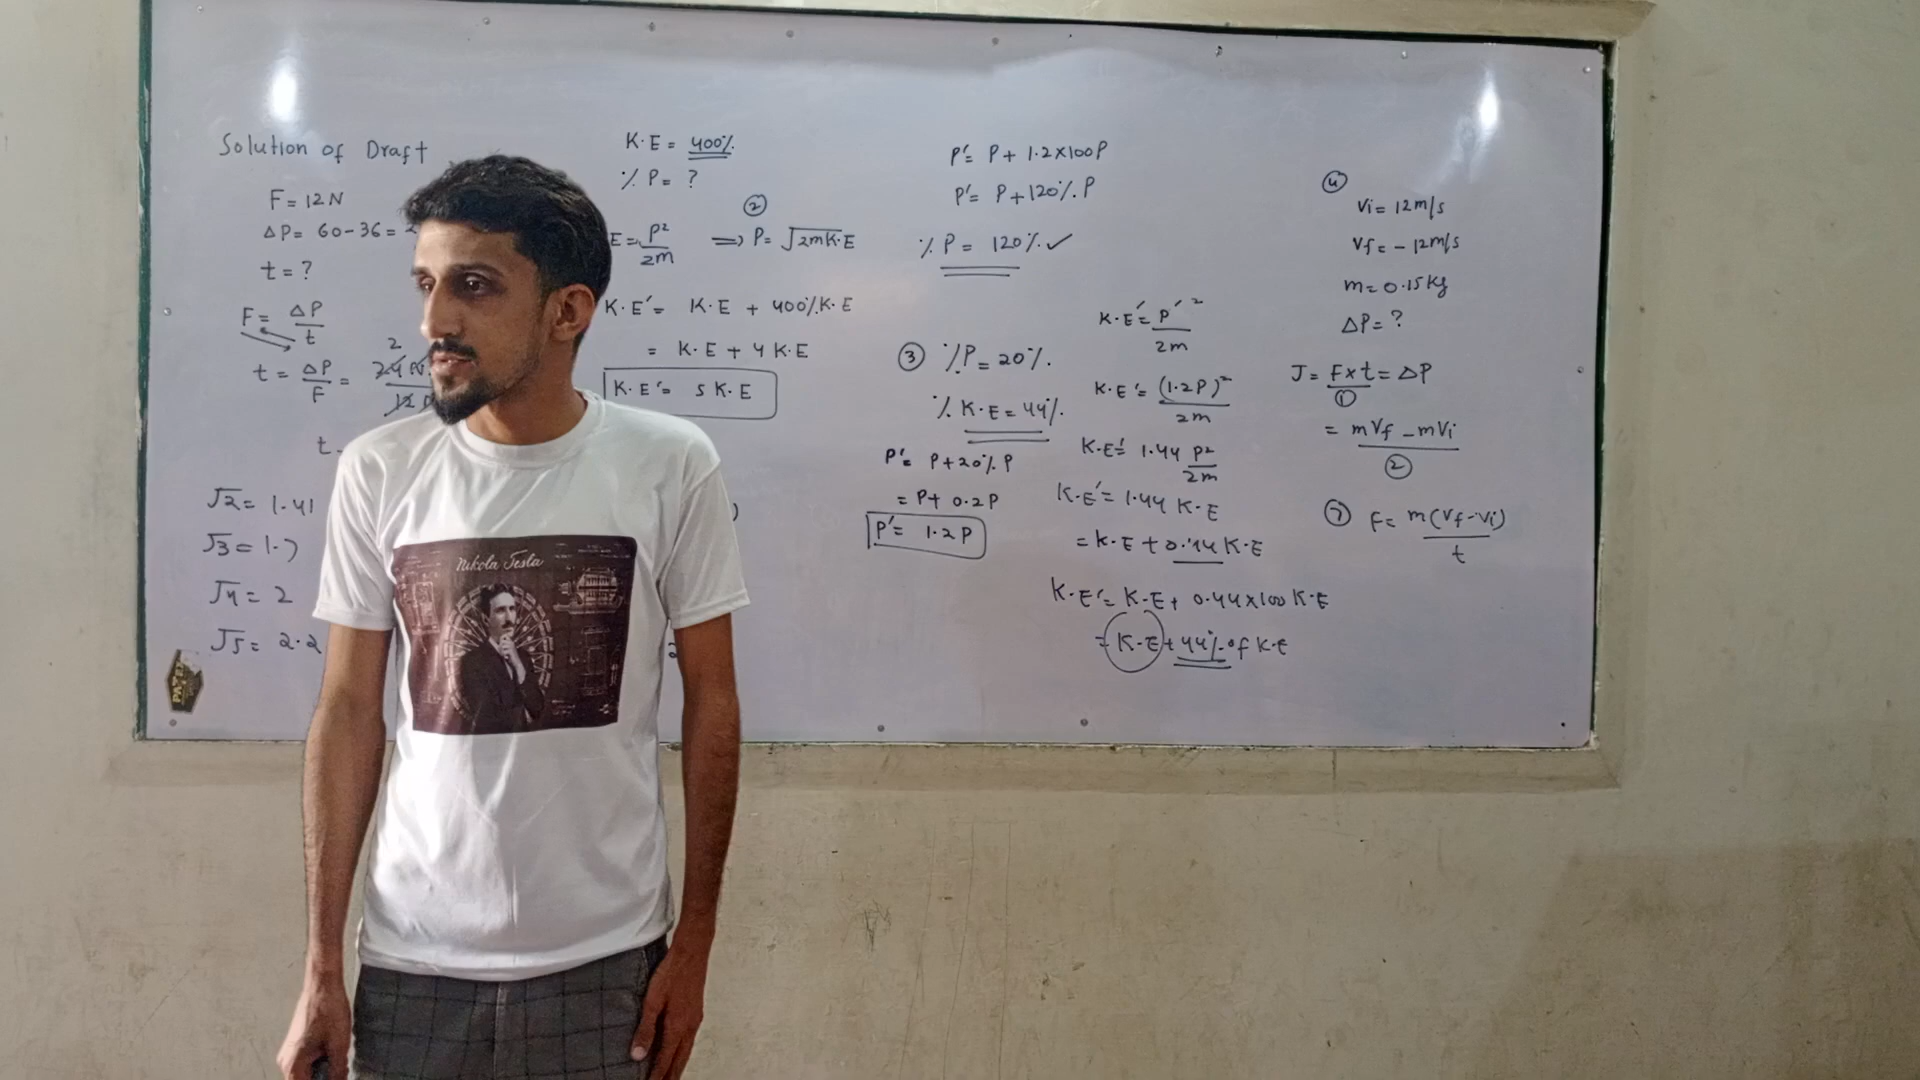 Solution of Draft
F = 12N
ΔP = 60-36 =
t = ?
F = ΔP/t
t = ΔP/F =
2
t
√2 = 1.41
√3 = 1.7
√4 = 2
√5 = 2.2
K.E = 400%.
% P = ?
②
E = P²/2m ⇒ P = √2mK.E
K.E' = K.E + 400% K.E
= K.E + 4 K.E
K.E' = 5 K.E
P' = P + 1.2×100P
P' = P + 120% P
% P = 120% ✓
③ % P = 20%.
% K.E = 44%.
P' = P + 20% P
= P + 0.2P
P' = 1.2P
K.E' = P'²/2m
K.E' = (1.2P)²/2m
K.E' = 1.44 P²/2m
K.E' = 1.44 K.E
= K.E + 0.44 K.E
K.E' = K.E + 0.44×100 K.E
= K.E + 44% of K.E
④
Vi = 12m/s
Vf = -12m/s
m = 0.15kg
ΔP = ?
J = F×t = ΔP
①
= mVf - mVi
②
⑦ F = m(Vf-Vi)/t
Nikola Tesla